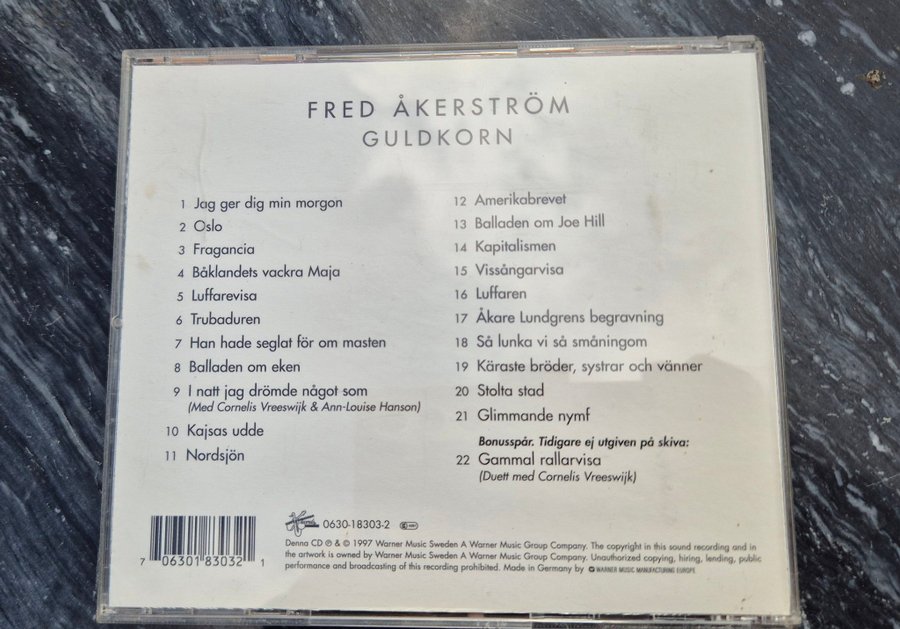 FRED ÅKERSTRÖM
GULDKORN
1 Jag ger dig min morgon
2 Oslo
3 Fragancia
4 Båklandets vackra Maja
5 Luffarevisa
6 Trubaduren
7 Han hade seglat för om masten
8 Balladen om eken
9 I natt jag drömde något som
(Med Cornelis Vreeswijk & Ann-Louise Hanson)
10 Kajsas udde
11 Nordsjön
12 Amerikabrevet
13 Balladen om Joe Hill
14 Kapitalismen
15 Vissångarvisa
16 Luffaren
17 Åkare Lundgrens begravning
18 Så lunka vi så småningom
19 Käraste bröder, systrar och vänner
20 Stolta stad
21 Glimmande nymf
Bonusspår. Tidigare ej utgiven på skiva:
22 Gammal rallarvisa
(Duett med Cornelis Vreeswijk)
7 06301 83032 1
0630-18303-2
Denna CD ℗ & © 1997 Warner Music Sweden A Warner Music Group Company. The copyright in this sound recording and in
the artwork is owned by Warner Music Sweden A Warner Music Group Company. Unauthorized copying, hiring, lending, public
performance and broadcasting of this recording prohibited. Made in Germany by WARNER MUSIC MANUFACTURING EUROPE